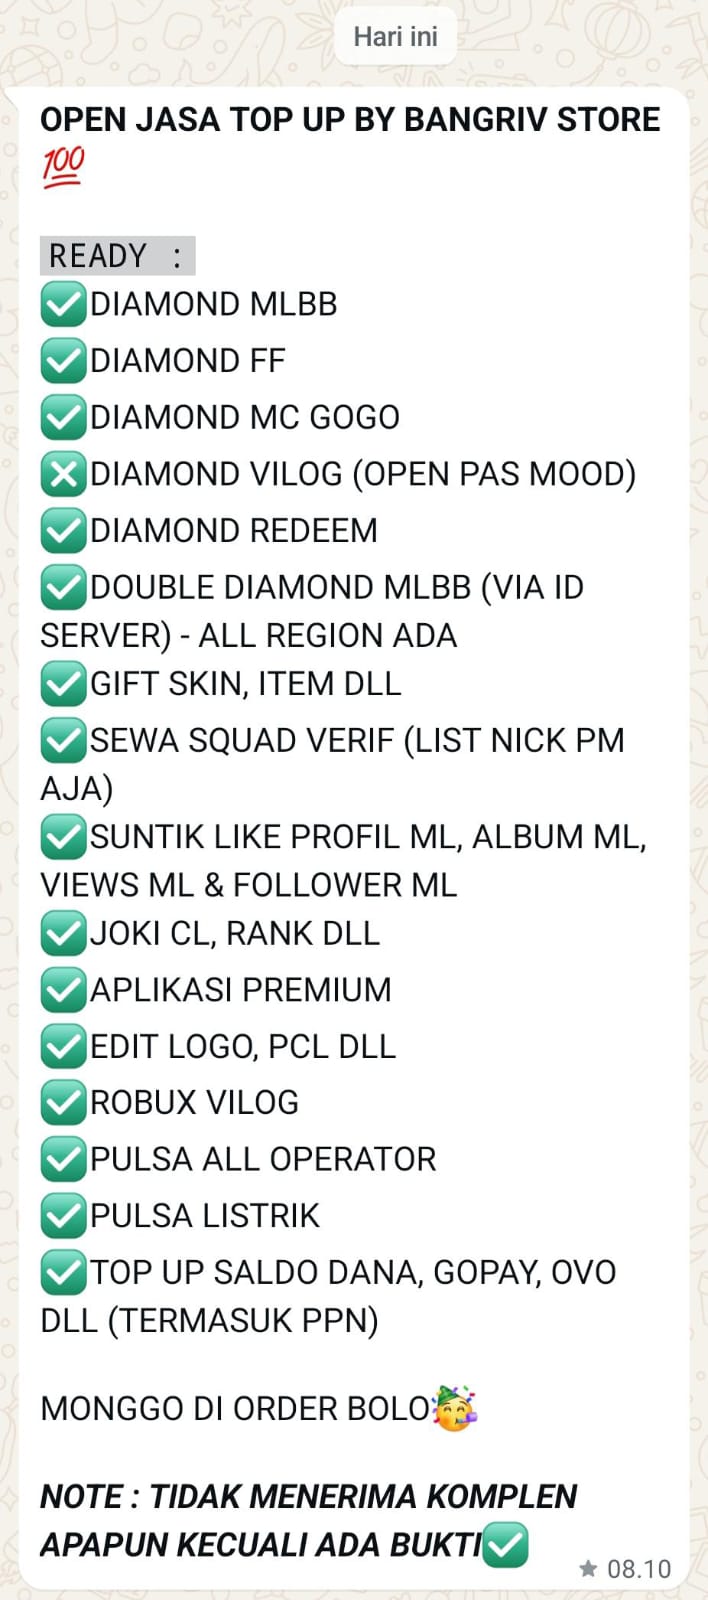 Hari ini
OPEN JASA TOP UP BY BANGRIV STORE
💯
READY :
✅DIAMOND MLBB
✅DIAMOND FF
✅DIAMOND MC GOGO
❎DIAMOND VILOG (OPEN PAS MOOD)
✅DIAMOND REDEEM
✅DOUBLE DIAMOND MLBB (VIA ID
SERVER) - ALL REGION ADA
✅GIFT SKIN, ITEM DLL
✅SEWA SQUAD VERIF (LIST NICK PM
AJA)
✅SUNTIK LIKE PROFIL ML, ALBUM ML,
VIEWS ML & FOLLOWER ML
✅JOKI CL, RANK DLL
✅APLIKASI PREMIUM
✅EDIT LOGO, PCL DLL
✅ROBUX VILOG
✅PULSA ALL OPERATOR
✅PULSA LISTRIK
✅TOP UP SALDO DANA, GOPAY, OVO
DLL (TERMASUK PPN)
MONGGO DI ORDER BOLO🥳
NOTE : TIDAK MENERIMA KOMPLEN
APAPUN KECUALI ADA BUKTI✅
★ 08.10